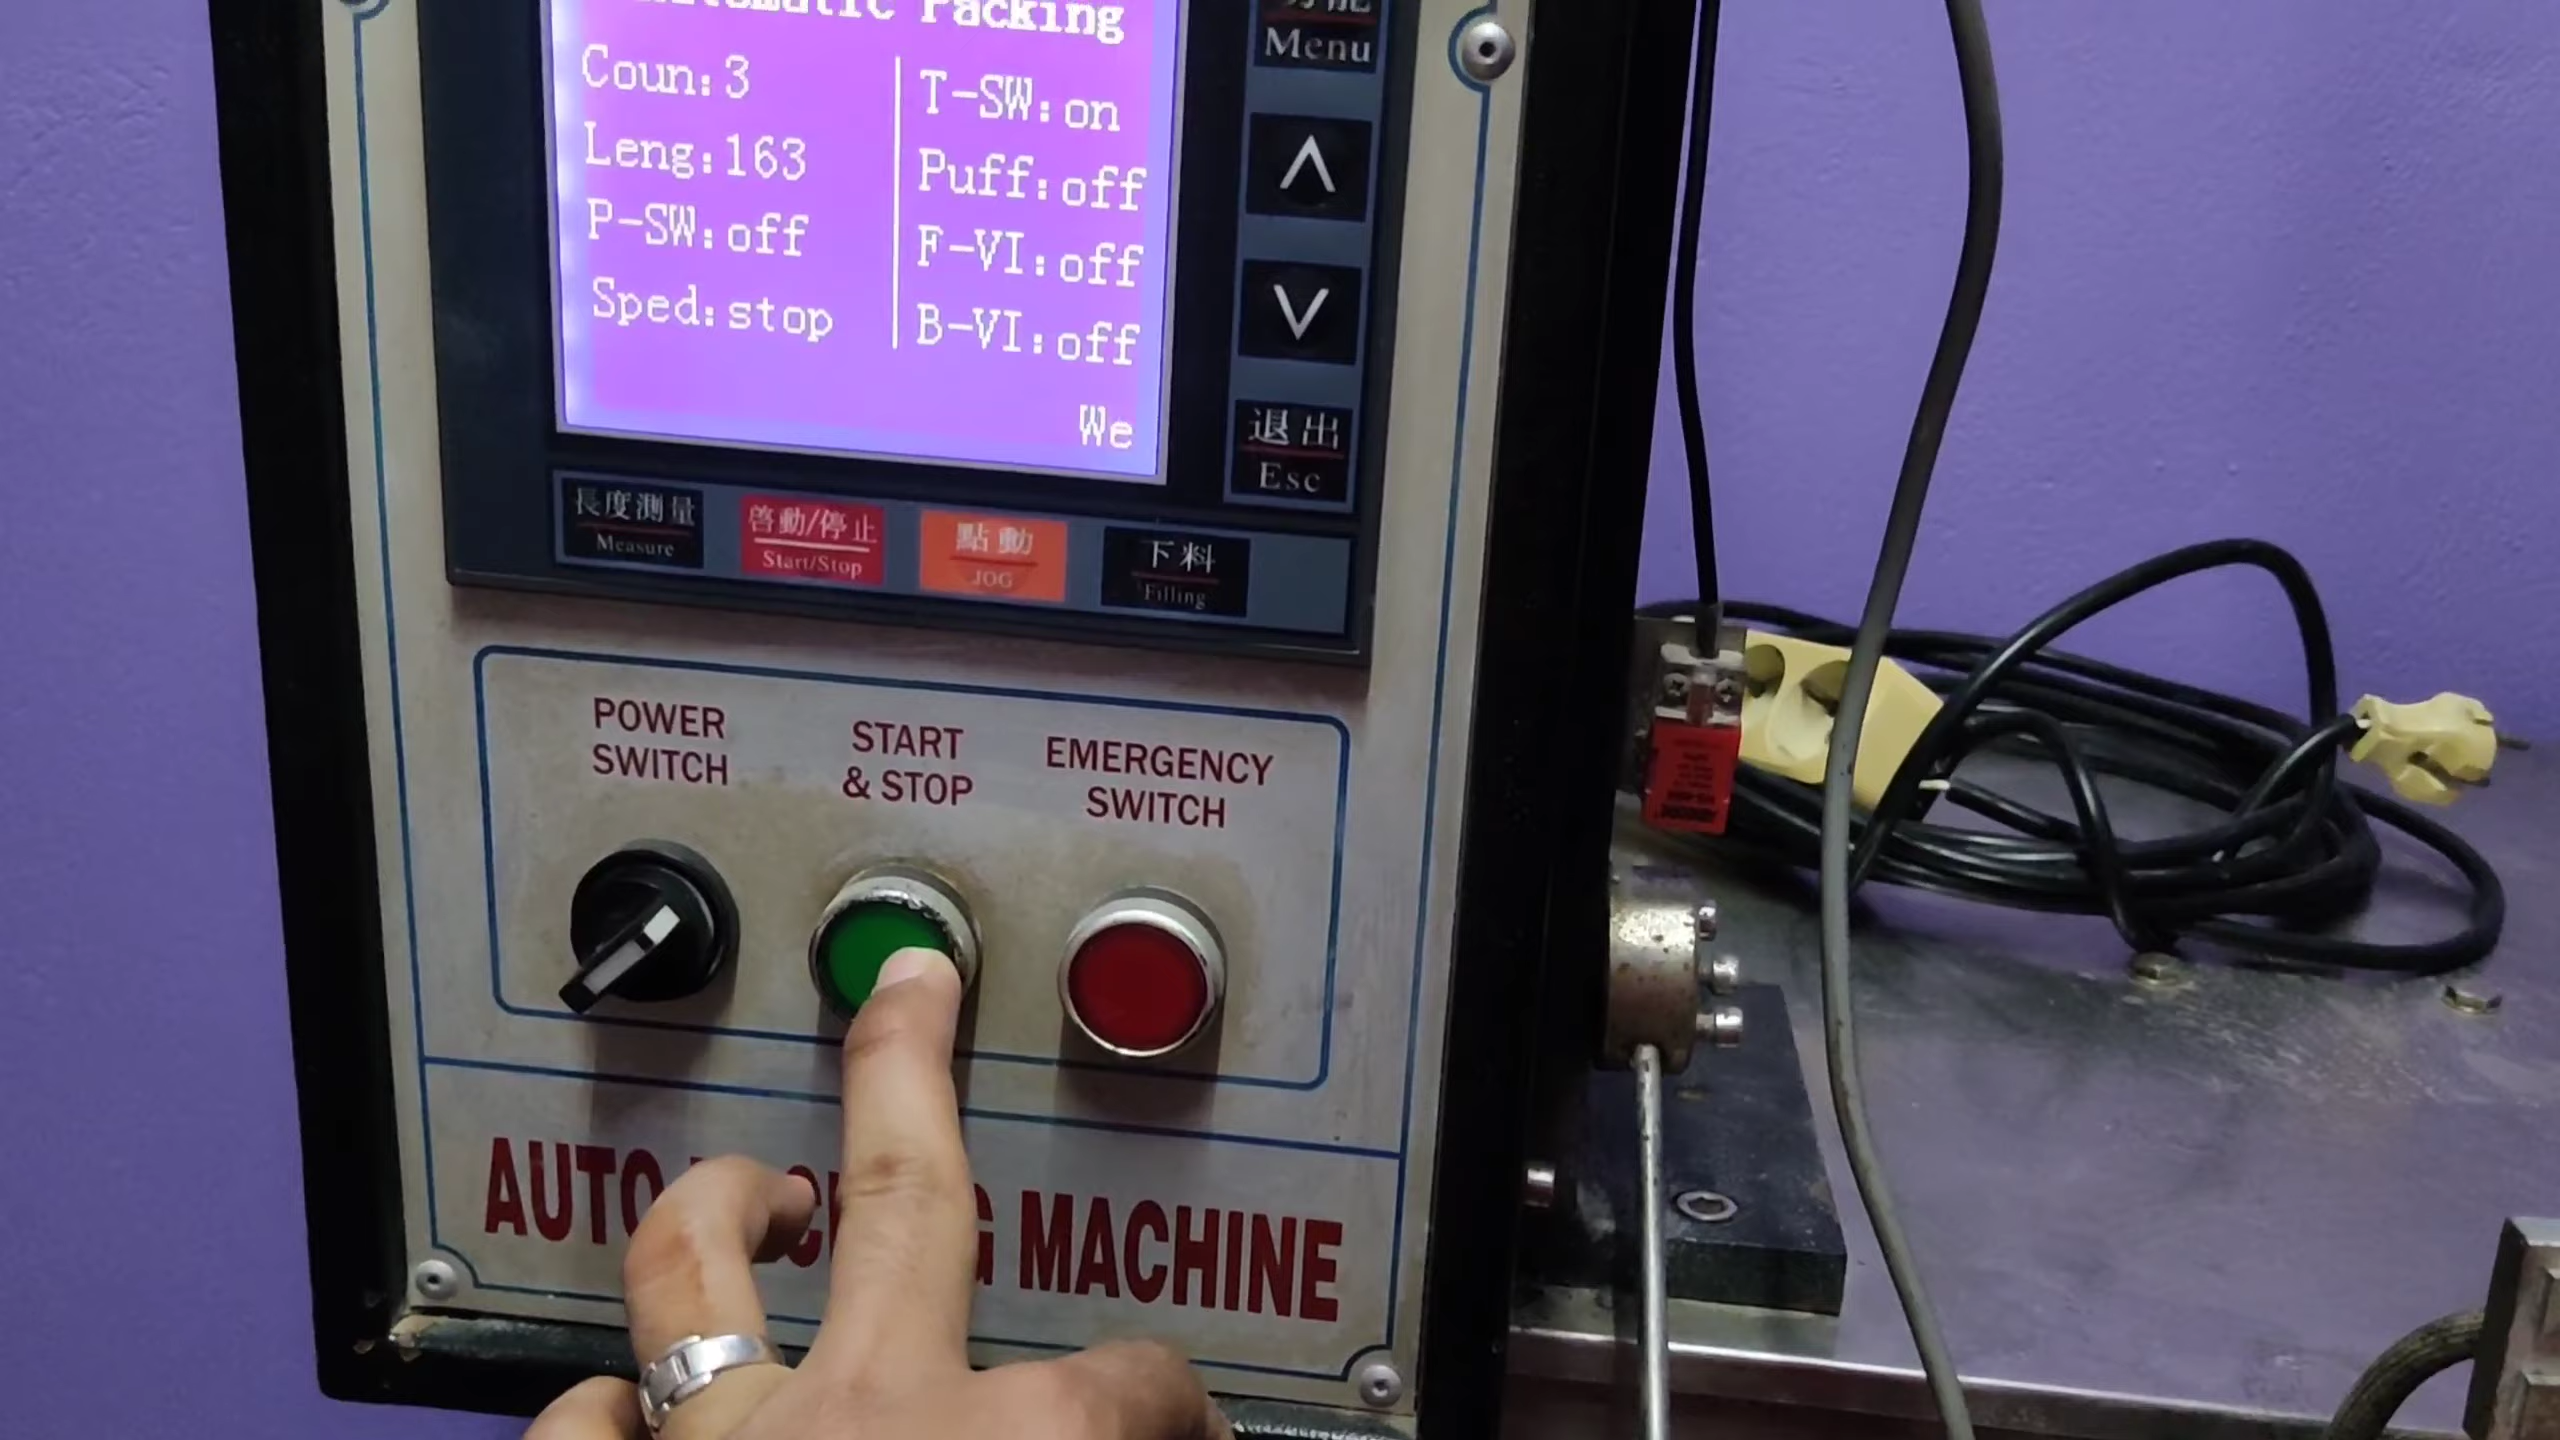 Packing
Coun:3
Leng:163
P-SW:off
Sped:stop
T-SW:on
Puff:off
F-VI:off
B-VI:off
We
Menu
退出
Esc
長度測量
Measure
啓動/停止
Start/Stop
點動
JOG
下料
Filling
POWER
SWITCH
START
& STOP
EMERGENCY
SWITCH
AUTO MACHINE